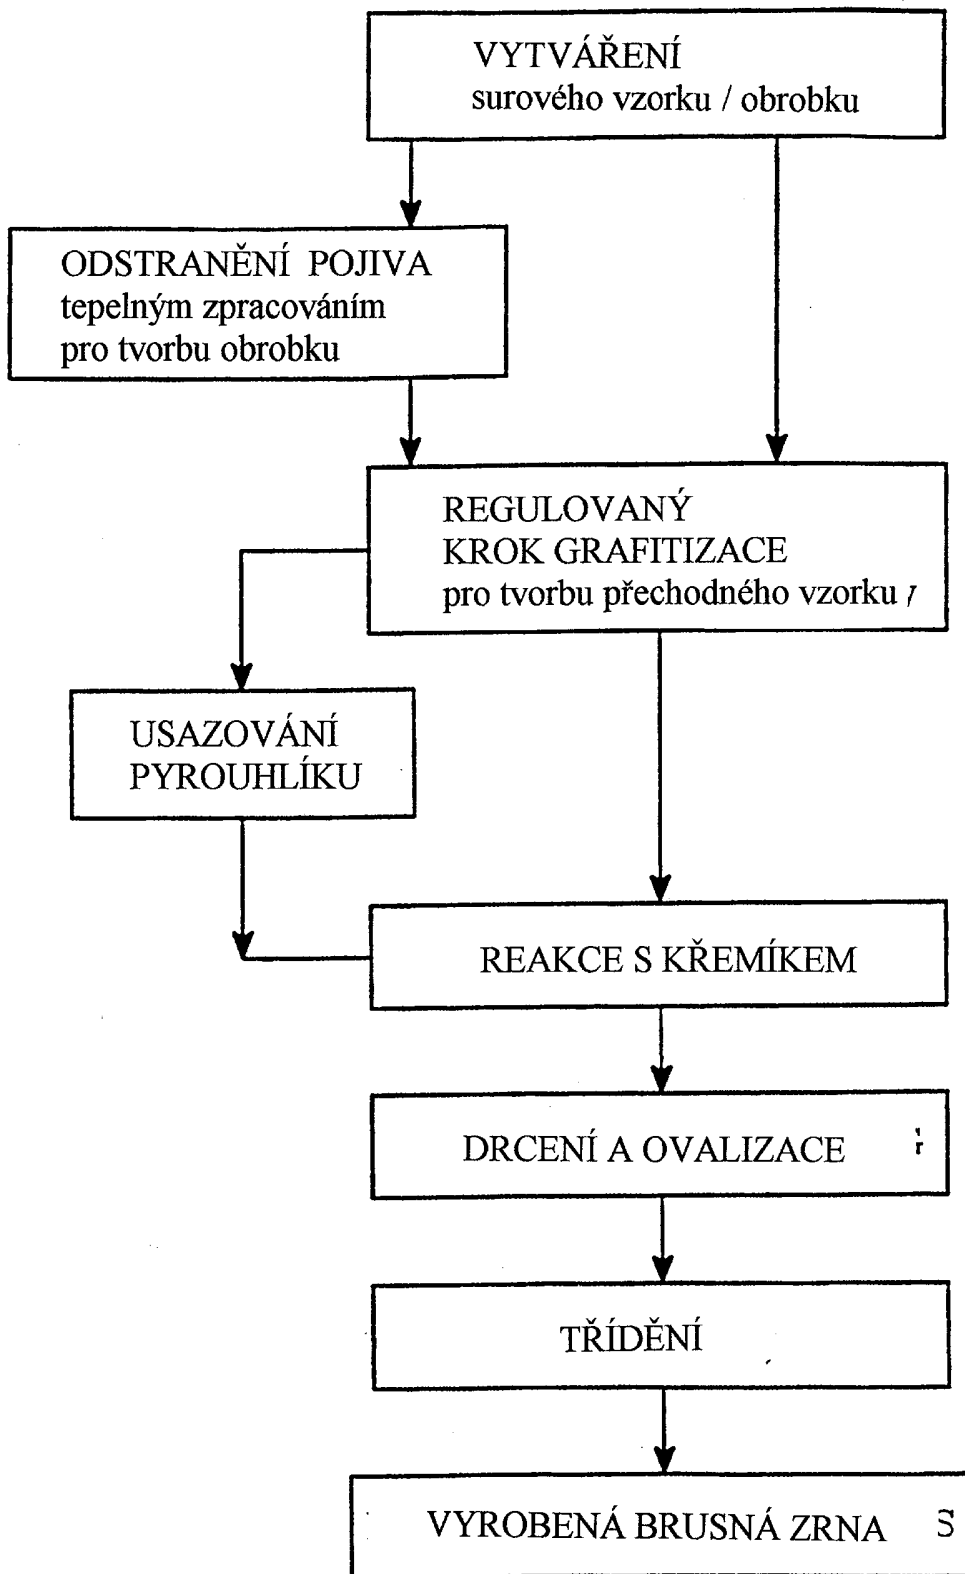 VYTVÁŘENÍ
surového vzorku / obrobku
ODSTRANĚNÍ POJIVA
tepelným zpracováním
pro tvorbu obrobku
REGULOVANÝ
KROK GRAFITIZACE
pro tvorbu přechodného vzorku /
USAZOVÁNÍ
PYROUHLÍKU
REAKCE S KŘEMÍKEM
DRCENÍ A OVALIZACE
TŘÍDĚNÍ
VYROBENÁ BRUSNÁ ZRNA S